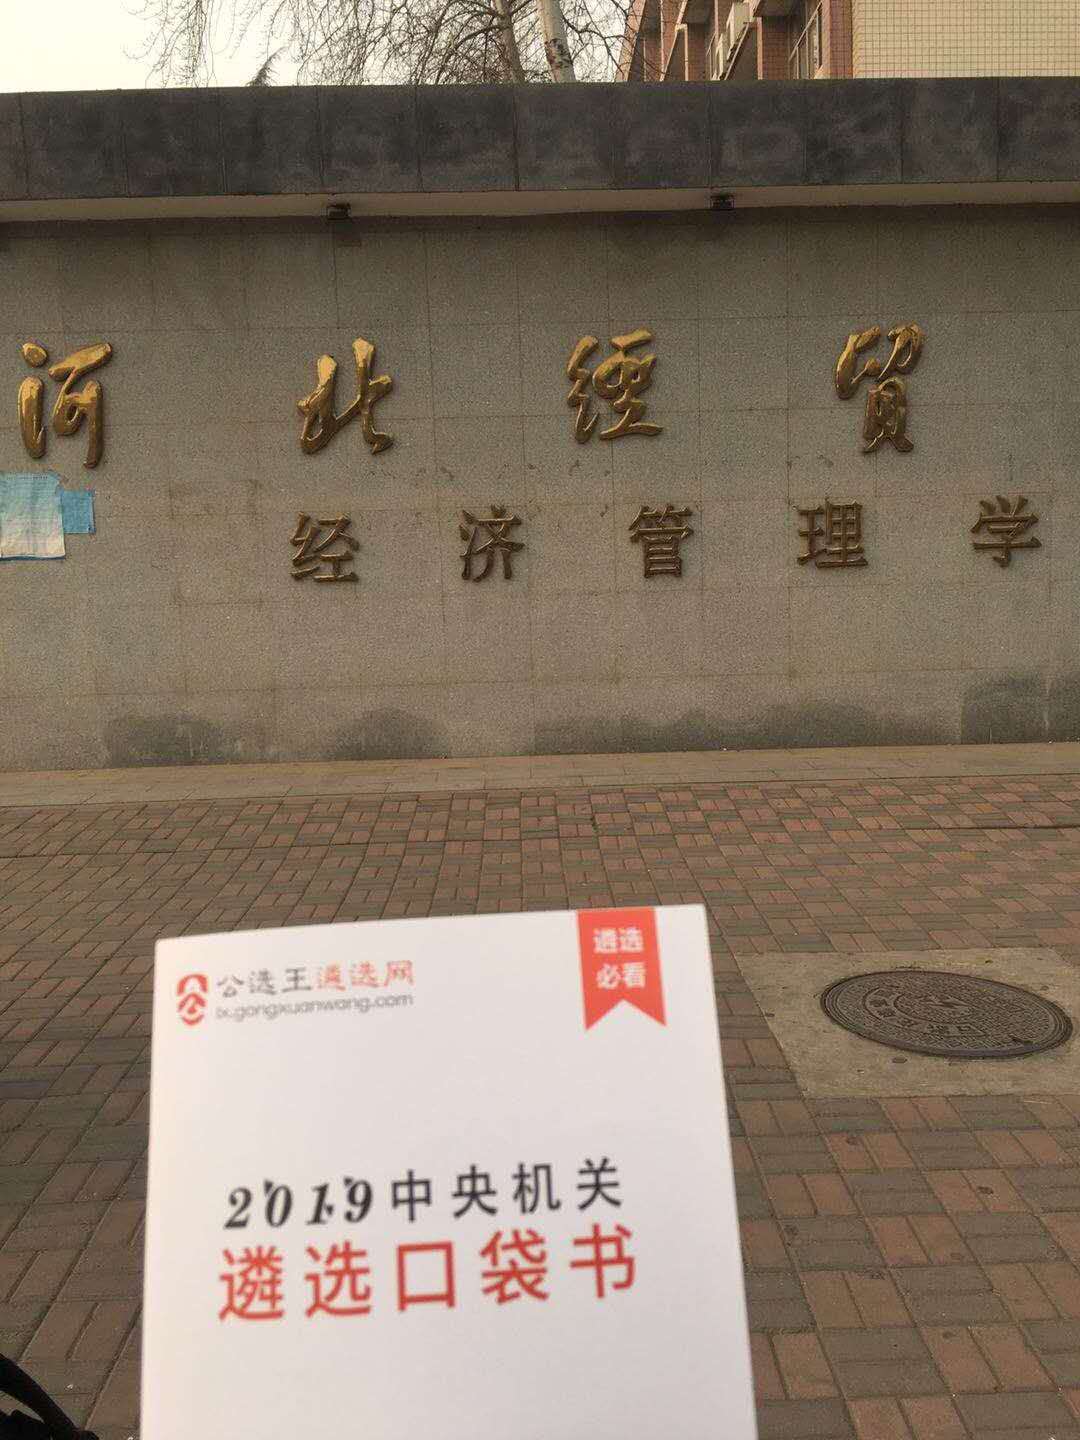 河北經貿
经济管理学
公选王遴选网
lx.gongxuanwang.com
遴选
必看
2019中央机关
遴选口袋书